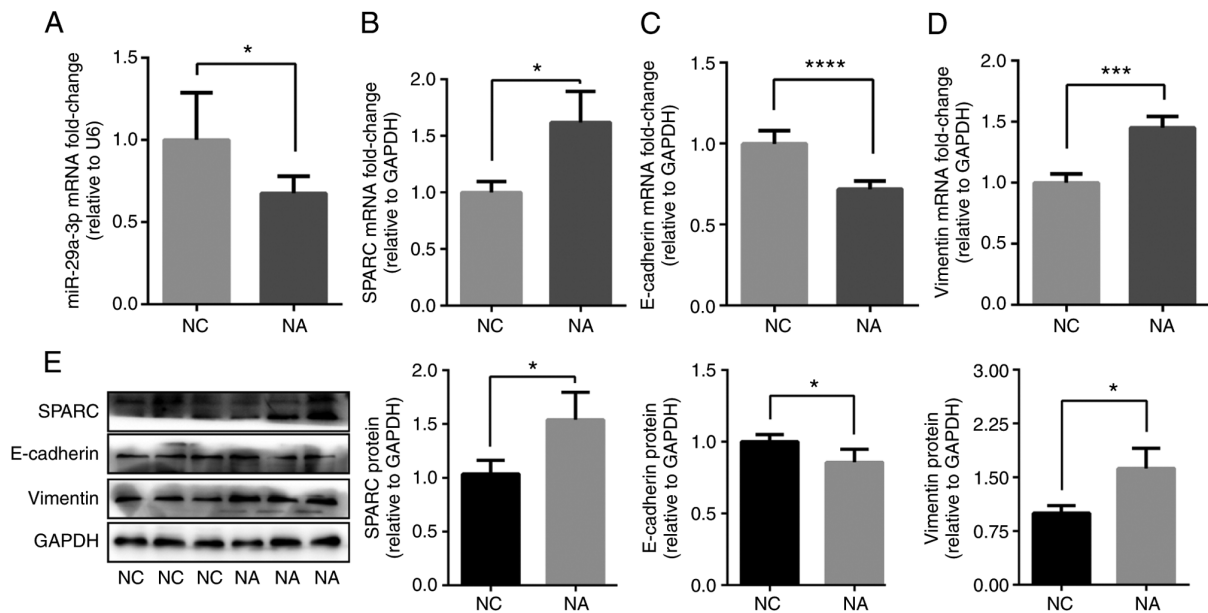 A
miR-29a-3p mRNA fold-change
(relative to U6)
1.5
1.0
0.5
0.0
*
NC
NA
B
SPARC mRNA fold-change
(relative to GAPDH)
2.0
1.5
1.0
0.5
0.0
*
NC
NA
C
E-cadherin mRNA fold-change
(relative to GAPDH)
1.5
1.0
0.5
0.0
****
NC
NA
D
Vimentin mRNA fold-change
(relative to GAPDH)
2.0
1.5
1.0
0.5
0.0
***
NC
NA
E
SPARC
E-cadherin
Vimentin
GAPDH
NC NC NC NA NA NA
SPARC protein
(relative to GAPDH)
2.0
1.5
1.0
0.5
0.0
*
NC
NA
E-cadherin protein
(relative to GAPDH)
1.5
1.0
0.5
0.0
*
NC
NA
Vimentin protein
(relative to GAPDH)
3.00
2.25
1.50
0.75
0.00
*
NC
NA